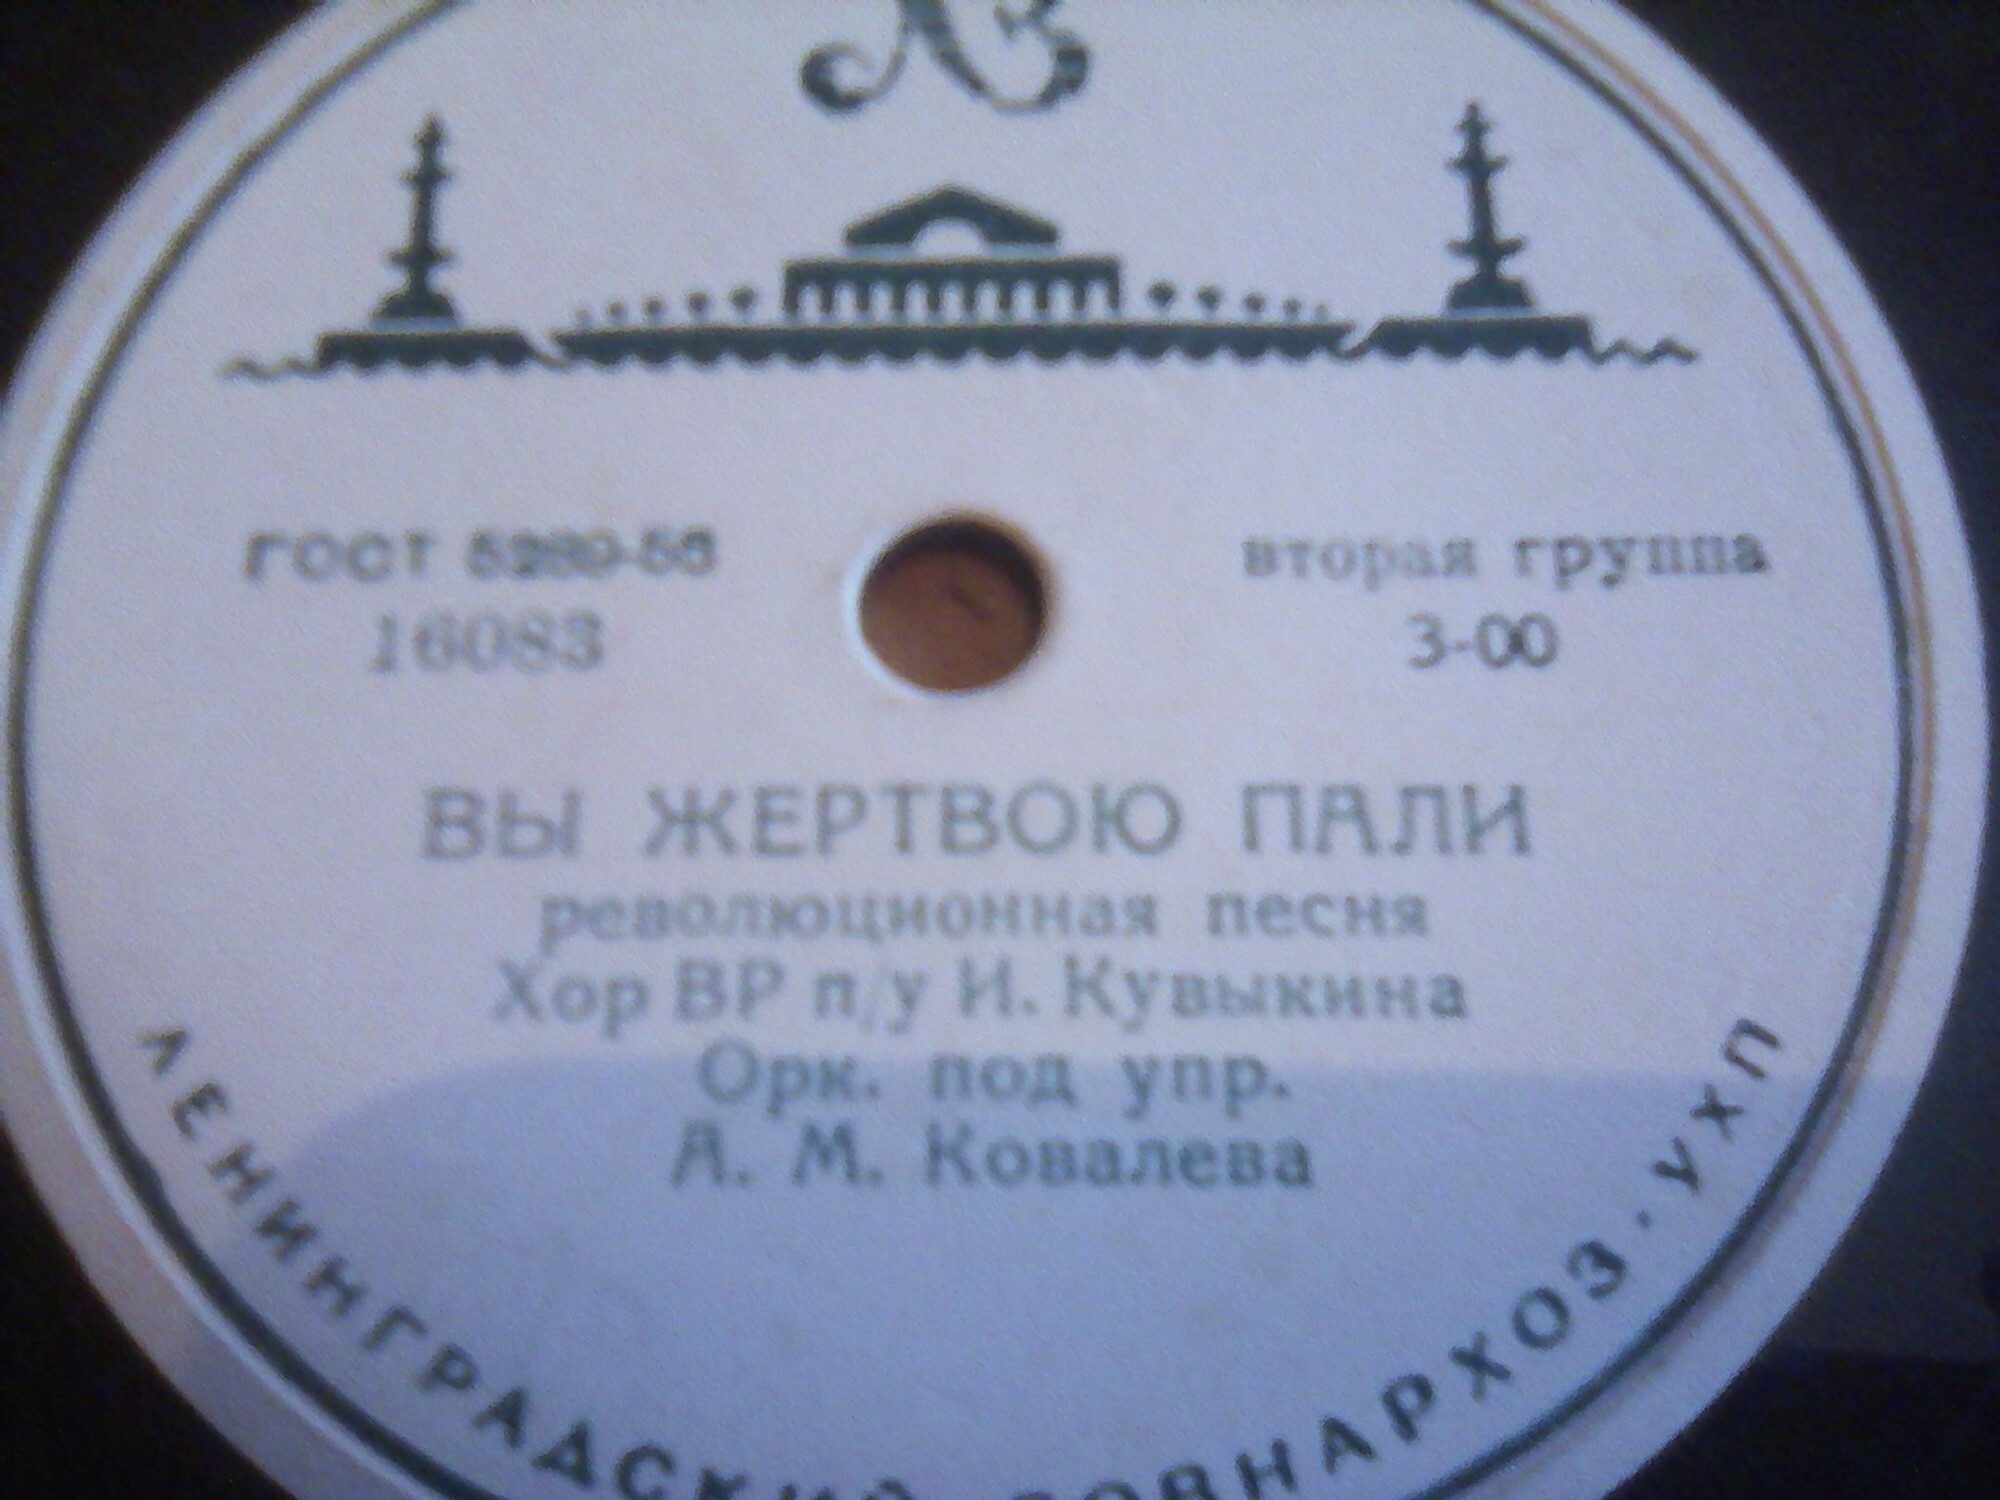 ЛЗ
ГОСТ 5289-56
вторая группа
16083
3-00
ВЫ ЖЕРТВОЮ ПАЛИ
революционная песня
Хор ВР п/у И. Кувыкина
Орк. под упр.
А. М. Ковалева
ЛЕНИНГРАДСКИЙ СОВНАРХОЗ · УХП